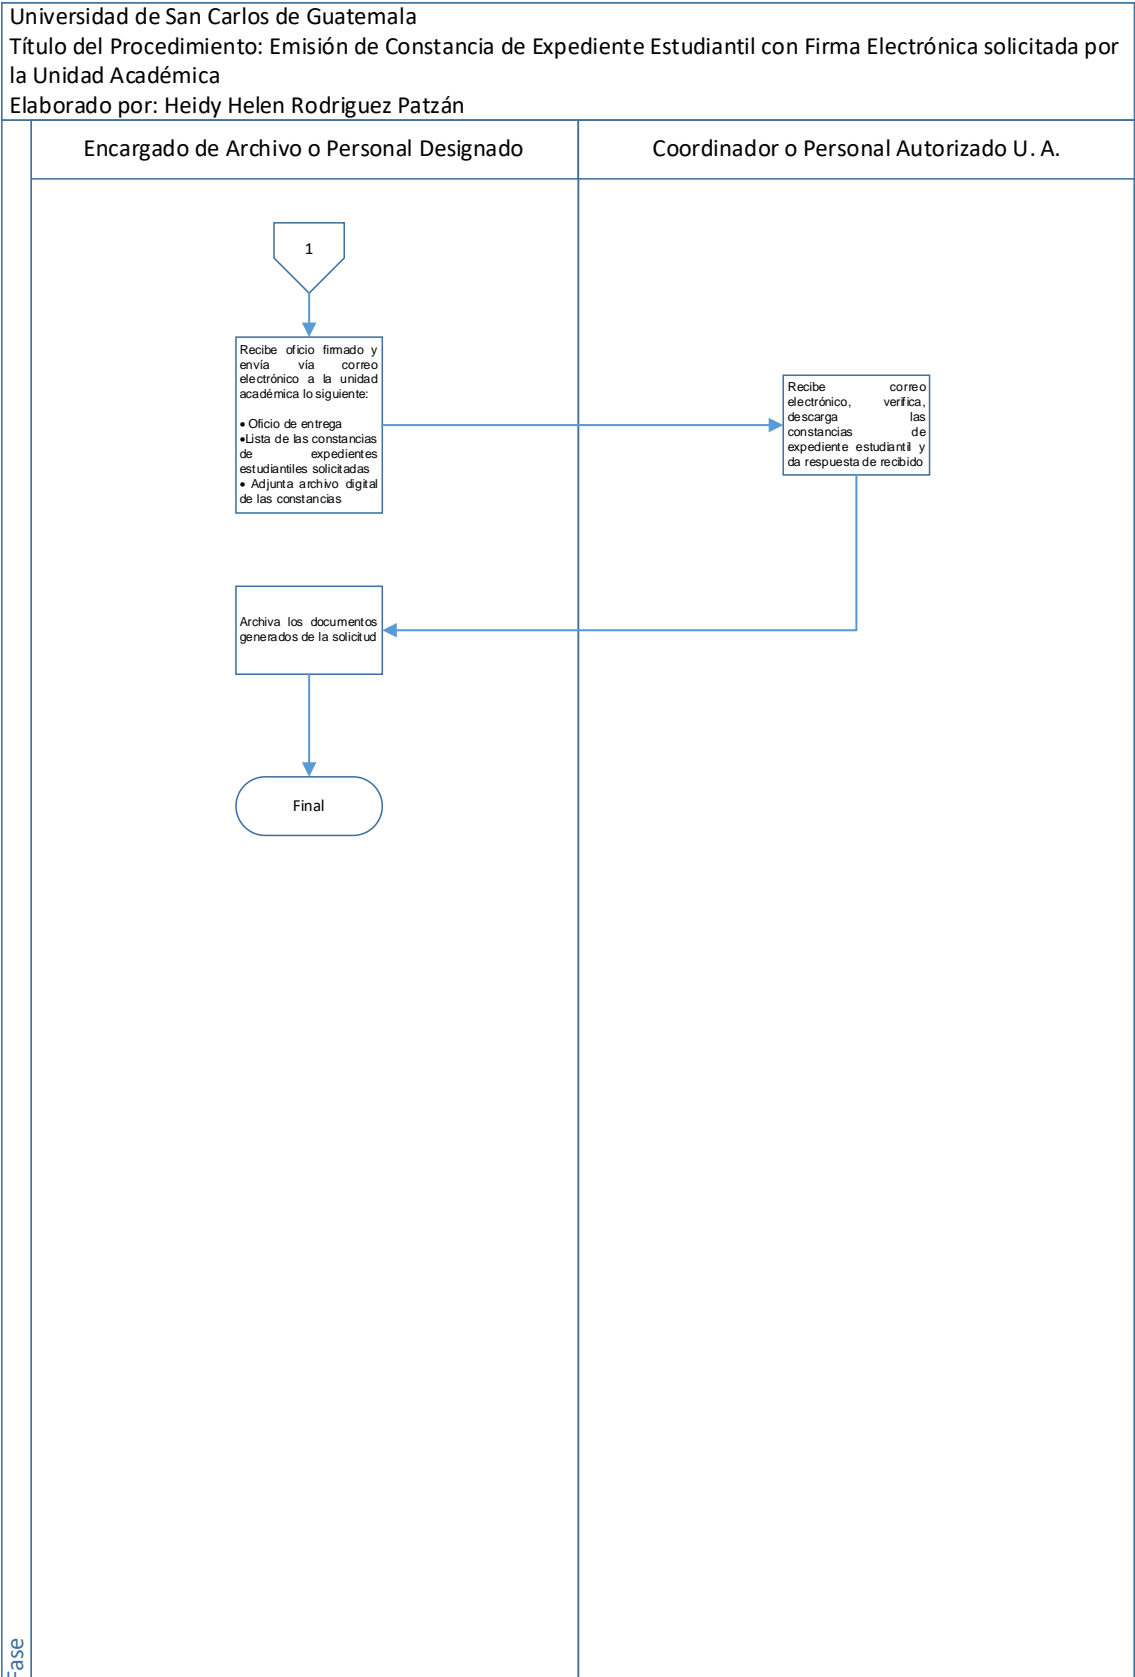 Universidad de San Carlos de Guatemala
Título del Procedimiento: Emisión de Constancia de Expediente Estudiantil con Firma Electrónica solicitada por
la Unidad Académica
Elaborado por: Heidy Helen Rodriguez Patzán
Encargado de Archivo o Personal Designado
Coordinador o Personal Autorizado U. A.
1
Recibe oficio firmado y
envía vía correo
electrónico a la unidad
académica lo siguiente:
• Oficio de entrega
•Lista de las constancias
de expedientes
estudiantiles solicitadas
• Adjunta archivo digital
de las constancias
Recibe correo
electrónico, verifica,
descarga las
constancias de
expediente estudiantil y
da respuesta de recibido
Archiva los documentos
generados de la solicitud
Final
Fase